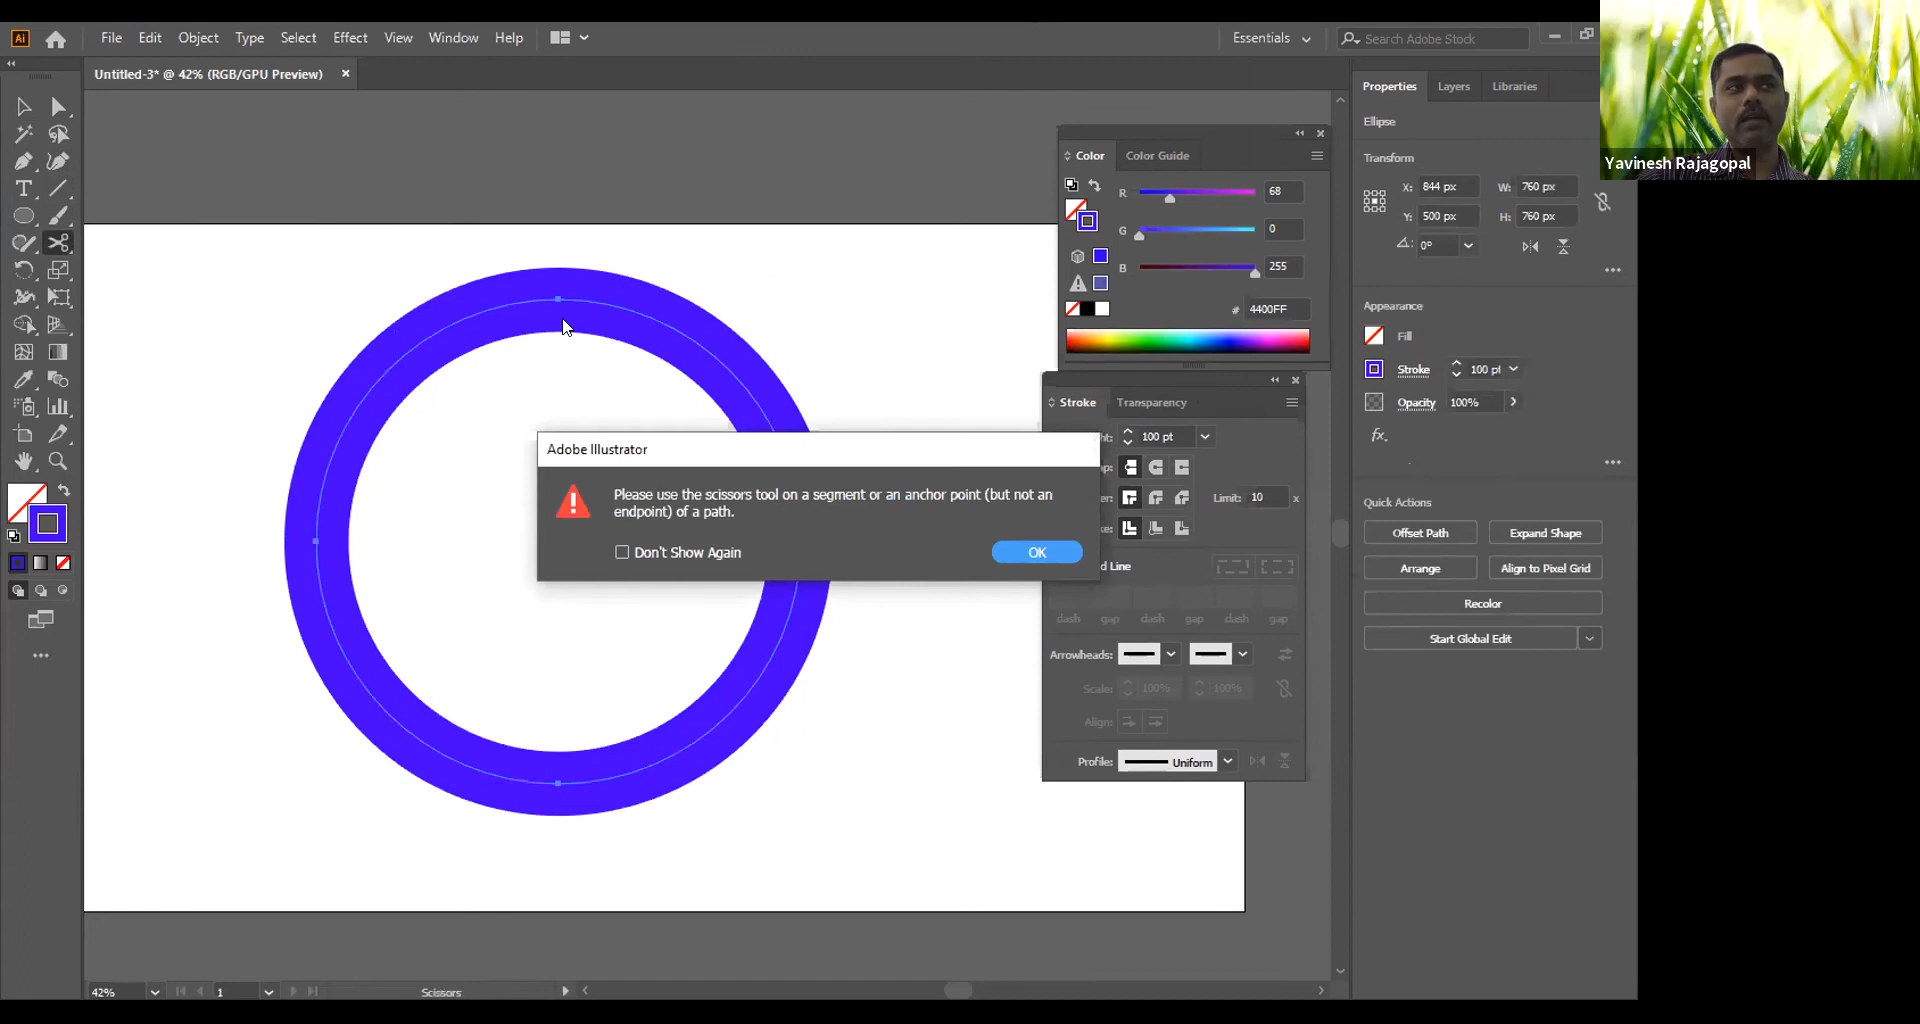 Ai File Edit Object Type Select Effect View Window Help Essentials Search Adobe Stock
Untitled-3* @ 42% (RGB/GPU Preview)
Yavinesh Rajagopal
Properties Layers Libraries
Ellipse
Transform
X: 844 px W: 760 px
Y: 500 px H: 760 px
0°
Appearance
Fill
Stroke 100 pt
Opacity 100%
fx.
Quick Actions
Offset Path Expand Shape
Arrange Align to Pixel Grid
Recolor
Start Global Edit
Color Color Guide
R 68
G 0
B 255
# 4400FF
Stroke Transparency
100 pt
Limit: 10 x
d Line
dash gap dash gap dash gap
Arrowheads:
Scale: 100% 100%
Align:
Profile: Uniform
Adobe Illustrator
Please use the scissors tool on a segment or an anchor point (but not an
endpoint) of a path.
Don't Show Again OK
42% 1 Scissors